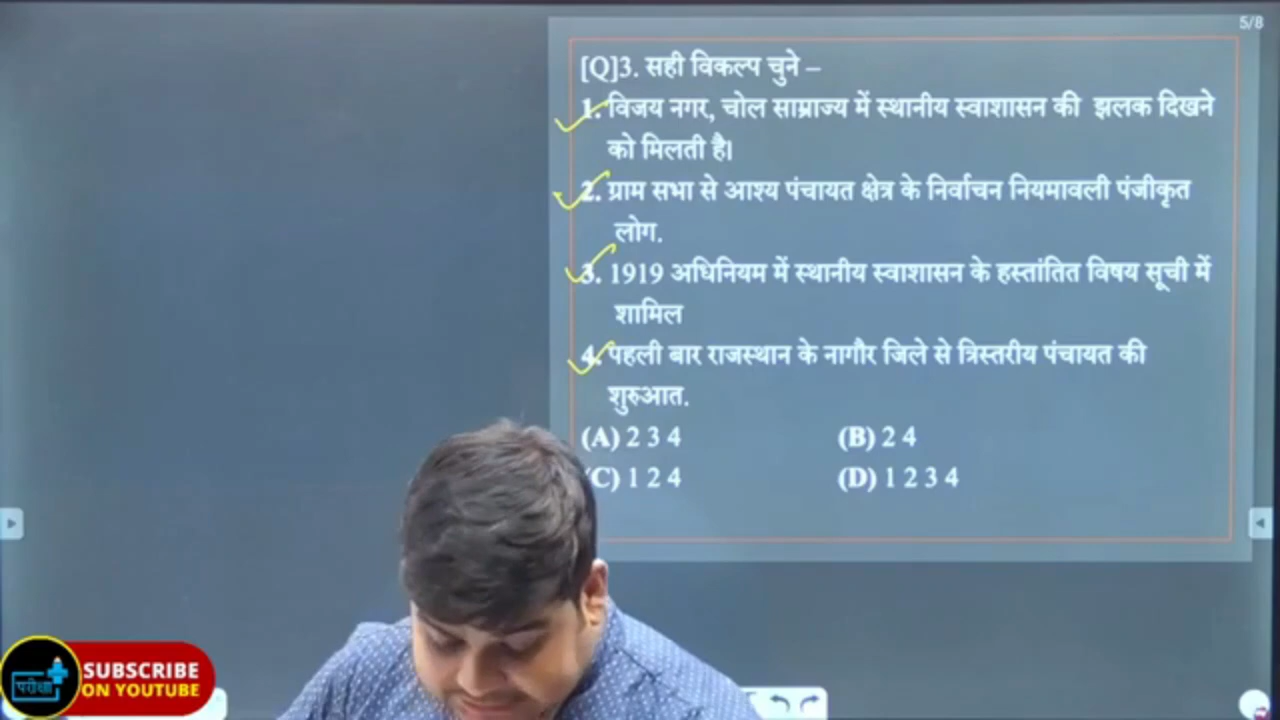 5/8
[Q]3. सही विकल्प चुने –
1. विजय नगर, चोल साम्राज्य में स्थानीय स्वाशासन की झलक दिखने
को मिलती है।
2. ग्राम सभा से आश्य पंचायत क्षेत्र के निर्वाचन नियमावली पंजीकृत
लोग.
3. 1919 अधिनियम में स्थानीय स्वाशासन के हस्तांतित विषय सूची में
शामिल
4. पहली बार राजस्थान के नागौर जिले से त्रिस्तरीय पंचायत की
शुरुआत.
(A) 2 3 4 (B) 2 4
(C) 1 2 4 (D) 1 2 3 4
परीक्षा
SUBSCRIBE
ON YOUTUBE